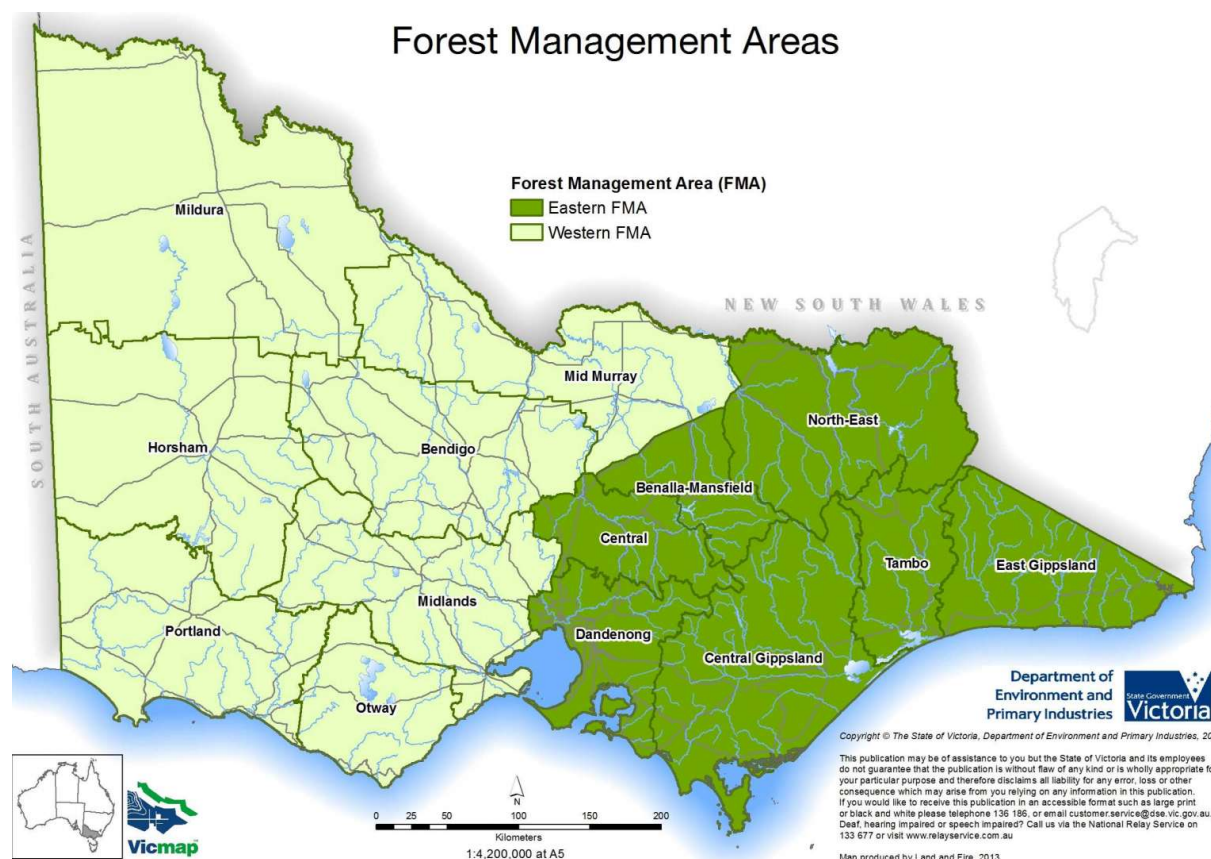 Forest Management Areas
Forest Management Area (FMA)
Eastern FMA
Western FMA
SOUTH AUSTRALIA
NEW SOUTH WALES
Mildura
Mid Murray
North-East
Horsham
Bendigo
Benalla-Mansfield
Central
Tambo
East Gippsland
Midlands
Portland
Dandenong
Central Gippsland
Otway
Department of
Environment and
Primary Industries
State Government
Victoria
Copyright © The State of Victoria, Department of Environment and Primary Industries, 20
This publication may be of assistance to you but the State of Victoria and its employees
do not guarantee that the publication is without flaw of any kind or is wholly appropriate fo
your particular purpose and therefore disclaims all liability for any error, loss or other
consequence which may arise from you relying on any information in this publication.
If you would like to receive this publication in an accessible format such as large print
or black and white please telephone 136 186, or email customer.service@dse.vic.gov.au
Deaf, hearing impaired or speech impaired? Call us via the National Relay Service on
133 677 or visit www.relayservice.com.au
Map produced by Land and Fire, 2013
Vicmap
N
0 50 100 150 200
Kilometers
1:4,200,000 at A5